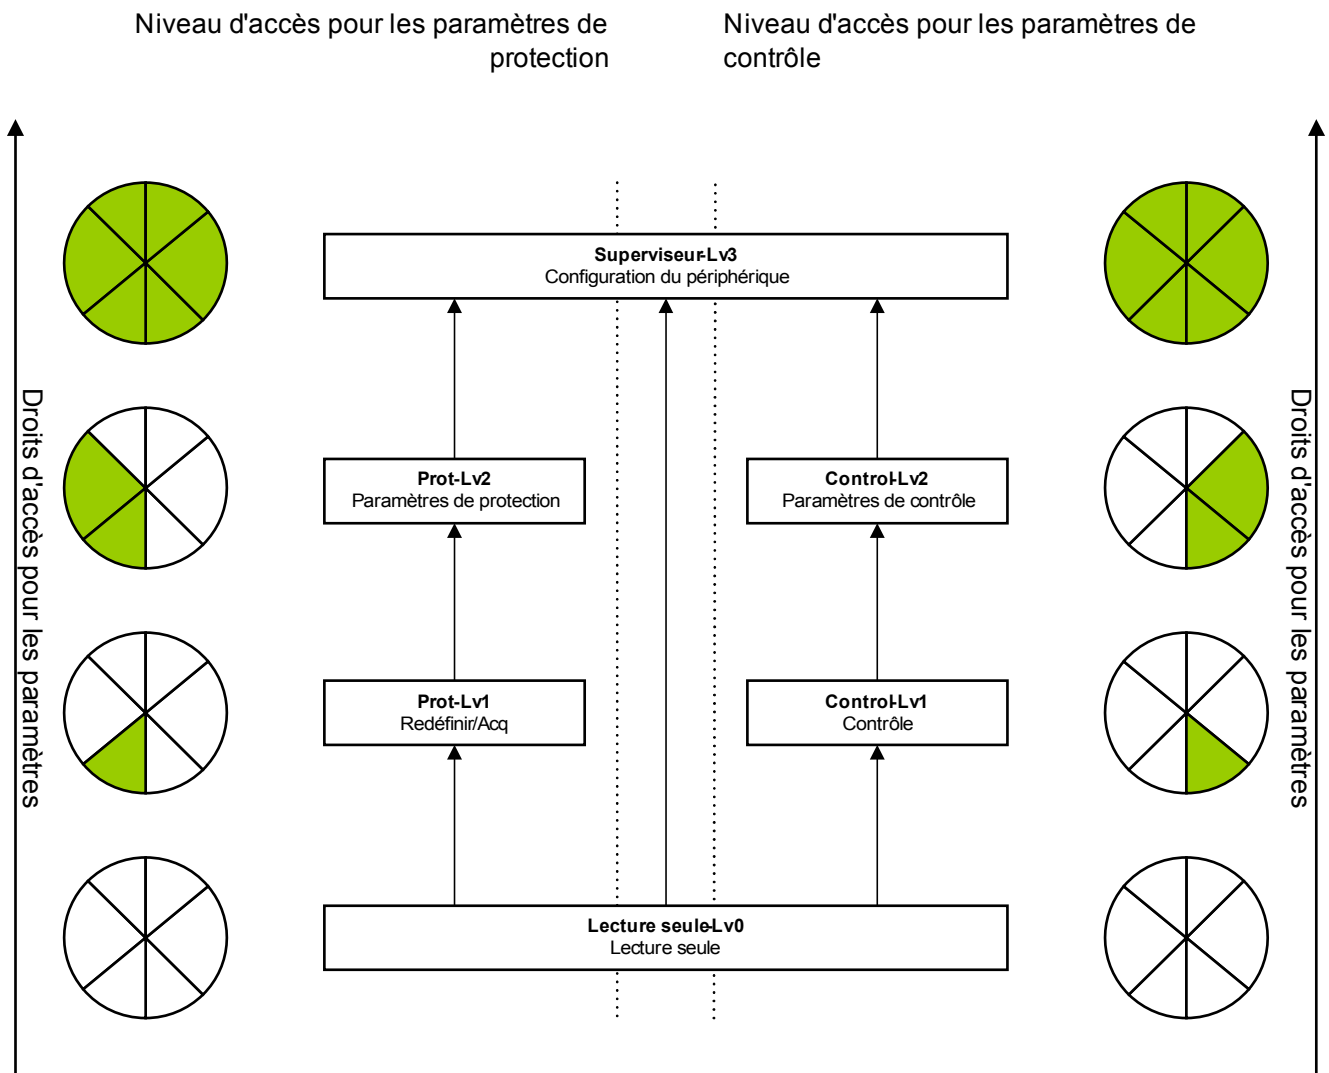 Niveau d'accès pour les paramètres de
protection
Niveau d'accès pour les paramètres de
contrôle
Droits d'accès pour les paramètres
Droits d'accès pour les paramètres
Superviseur-Lv3
Configuration du périphérique
Prot-Lv2
Paramètres de protection
Control-Lv2
Paramètres de contrôle
Prot-Lv1
Redéfinir/Acq
Control-Lv1
Contrôle
Lecture seule-Lv0
Lecture seule